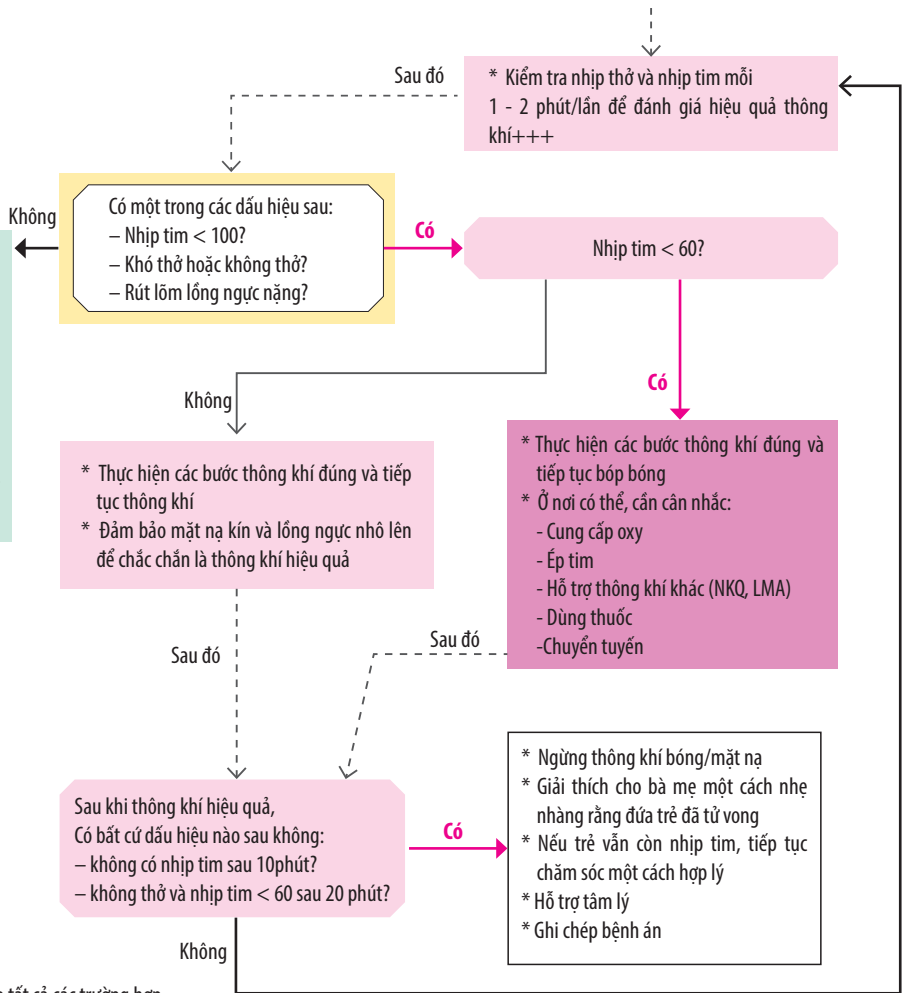 Sau đó
* Kiểm tra nhịp thở và nhịp tim mỗi
1 - 2 phút/lần để đánh giá hiệu quả thông
khí+++
Không
Có một trong các dấu hiệu sau:
– Nhịp tim < 100?
– Khó thở hoặc không thở?
– Rút lõm lồng ngực nặng?
Có
Nhịp tim < 60?
Không
Có
* Thực hiện các bước thông khí đúng và tiếp
tục thông khí
* Đảm bảo mặt nạ kín và lồng ngực nhô lên
để chắc chắn là thông khí hiệu quả
* Thực hiện các bước thông khí đúng và
tiếp tục bóp bóng
* Ở nơi có thể, cần cân nhắc:
- Cung cấp oxy
- Ép tim
- Hỗ trợ thông khí khác (NKQ, LMA)
- Dùng thuốc
-Chuyển tuyến
Sau đó
Sau đó
Sau khi thông khí hiệu quả,
Có bất cứ dấu hiệu nào sau không:
– không có nhịp tim sau 10phút?
– không thở và nhịp tim < 60 sau 20 phút?
Có
* Ngừng thông khí bóng/mặt nạ
* Giải thích cho bà mẹ một cách nhẹ
nhàng rằng đứa trẻ đã tử vong
* Nếu trẻ vẫn còn nhịp tim, tiếp tục
chăm sóc một cách hợp lý
* Hỗ trợ tâm lý
* Ghi chép bệnh án
Không
tất cả các trường hợp